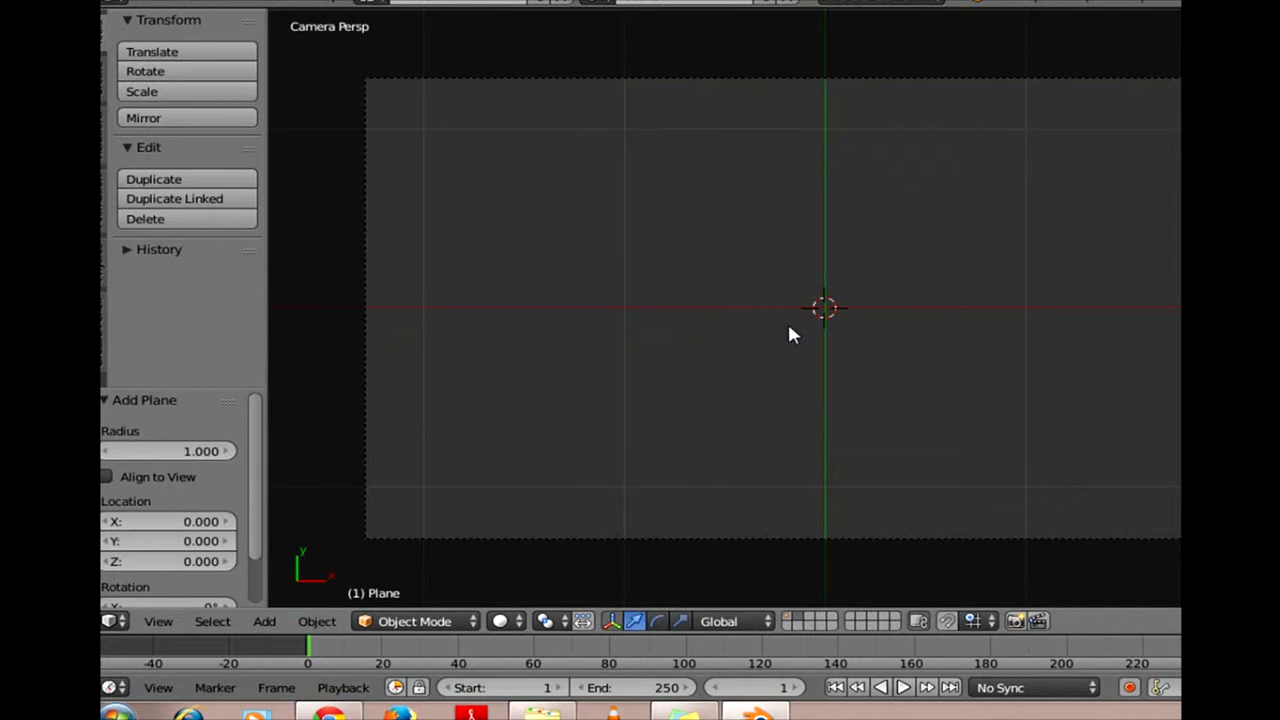 Transform
Camera Persp
Translate
Rotate
Scale
Mirror
Edit
Duplicate
Duplicate Linked
Delete
History
Add Plane
Radius
1.000
Align to View
Location
X: 0.000
Y: 0.000
Z: 0.000
Rotation
y
x
(1) Plane
View Select Add Object Object Mode Global
-40 -20 0 20 40 60 80 100 120 140 160 180 200 220
View Marker Frame Playback Start: 1 End: 250 1 No Sync